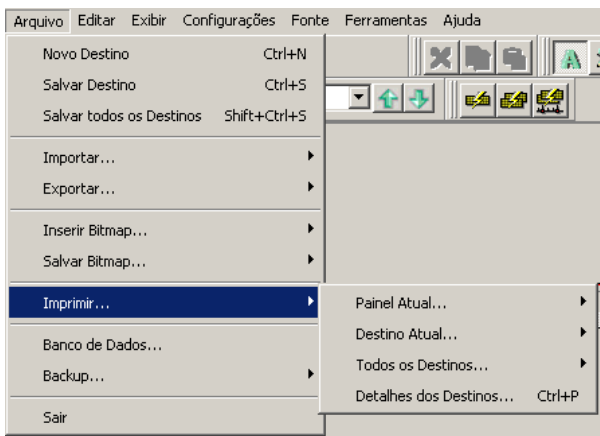 Arquivo Editar Exibir Configurações Fonte Ferramentas Ajuda
Novo Destino Ctrl+N
Salvar Destino Ctrl+S
Salvar todos os Destinos Shift+Ctrl+S
Importar...
Exportar...
Inserir Bitmap...
Salvar Bitmap...
Imprimir...
Painel Atual...
Destino Atual...
Todos os Destinos...
Detalhes dos Destinos... Ctrl+P
Banco de Dados...
Backup...
Sair
A